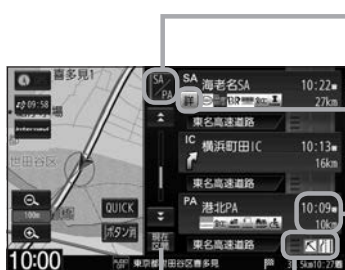 喜多見1
09:58
世田谷区
100m
QUICK
ボタン消
10:00
SA/PA
現在区間
SA 海老名SA 10:22
詳 27km
東名高速道路
IC 横浜町田IC 10:13
16km
東名高速道路
PA 港北PA 10:09
10km
東名高速道路
東京都世田谷区喜多見